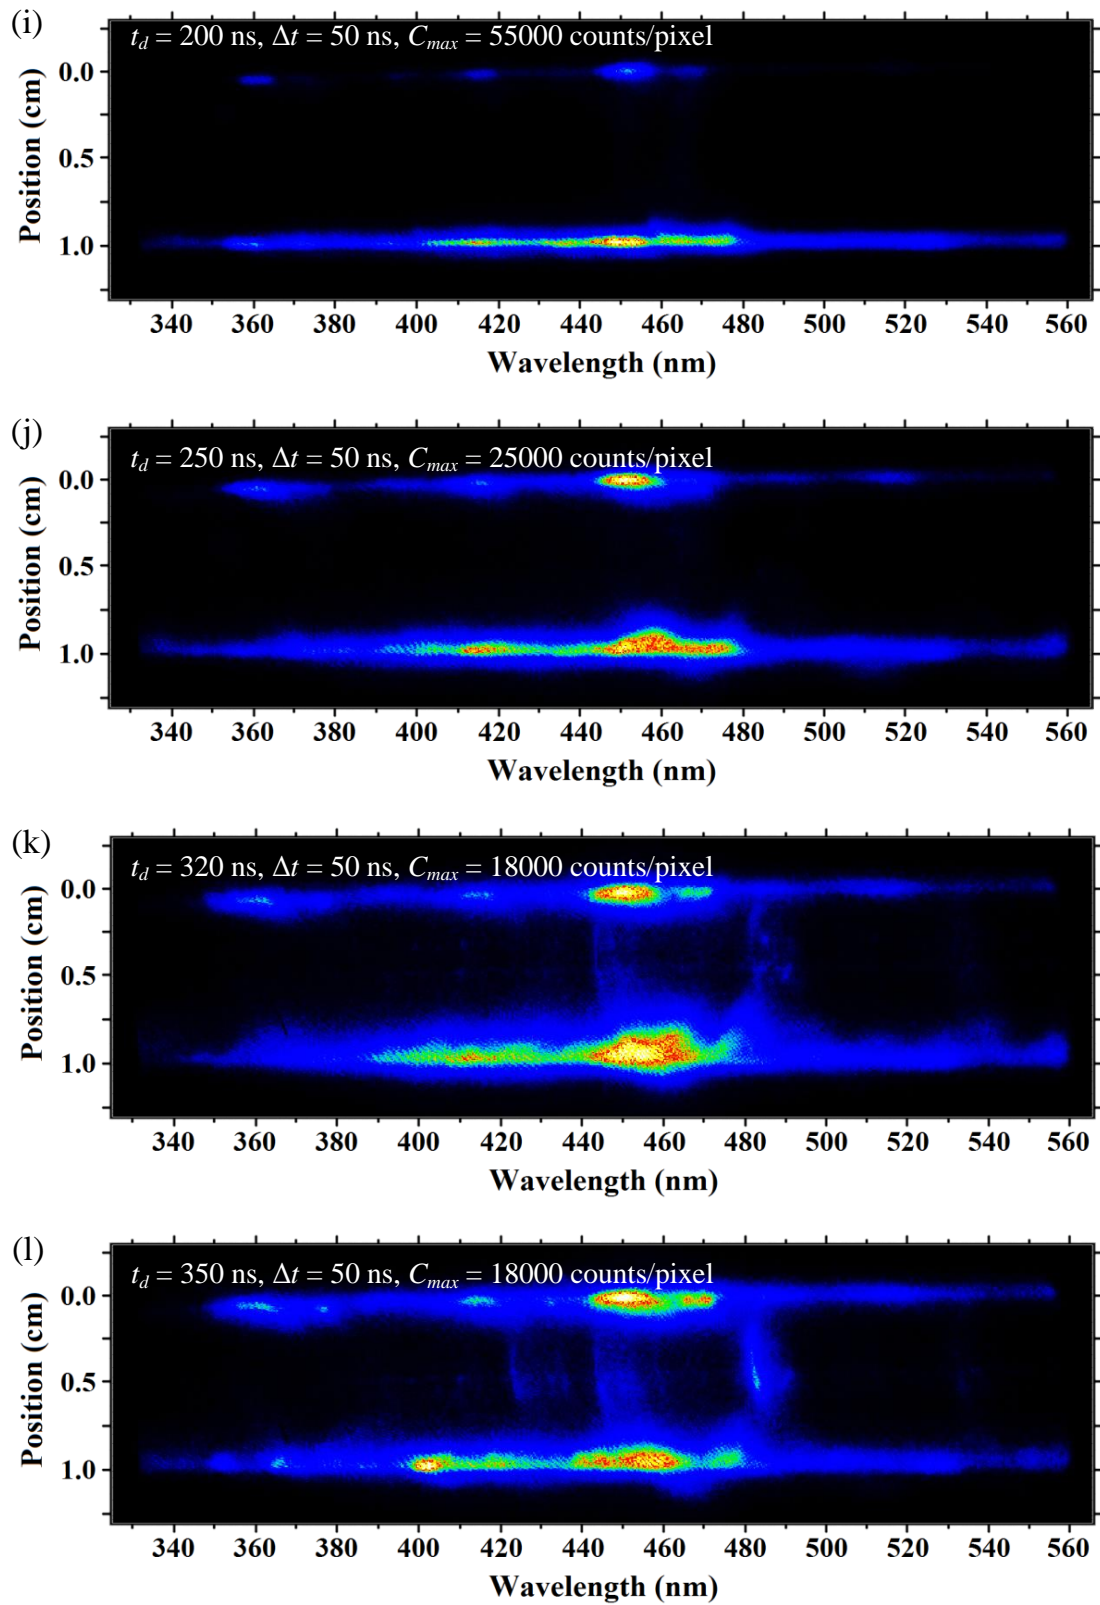 (i)
t_d = 200 ns, Δt = 50 ns, C_max = 55000 counts/pixel
Position (cm)
0.0
0.5
1.0
340 360 380 400 420 440 460 480 500 520 540 560
Wavelength (nm)
(j)
t_d = 250 ns, Δt = 50 ns, C_max = 25000 counts/pixel
Position (cm)
0.0
0.5
1.0
340 360 380 400 420 440 460 480 500 520 540 560
Wavelength (nm)
(k)
t_d = 320 ns, Δt = 50 ns, C_max = 18000 counts/pixel
Position (cm)
0.0
0.5
1.0
340 360 380 400 420 440 460 480 500 520 540 560
Wavelength (nm)
(l)
t_d = 350 ns, Δt = 50 ns, C_max = 18000 counts/pixel
Position (cm)
0.0
0.5
1.0
340 360 380 400 420 440 460 480 500 520 540 560
Wavelength (nm)